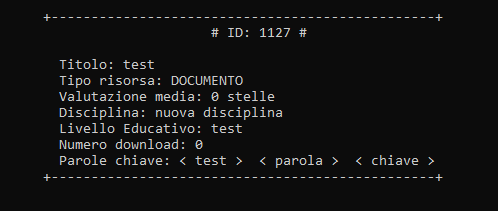 +------------------------------------------------+
# ID: 1127 #
Titolo: test
Tipo risorsa: DOCUMENTO
Valutazione media: 0 stelle
Disciplina: nuova disciplina
Livello Educativo: test
Numero download: 0
Parole chiave: < test >  < parola >  < chiave >
+------------------------------------------------+